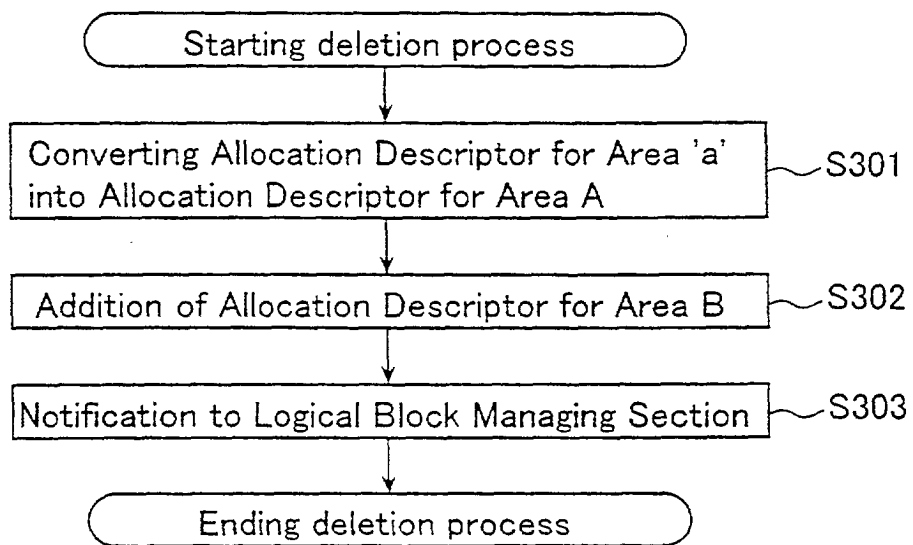 Starting deletion process
Converting Allocation Descriptor for Area 'a'
into Allocation Descriptor for Area A
S301
Addition of Allocation Descriptor for Area B
S302
Notification to Logical Block Managing Section
S303
Ending deletion process